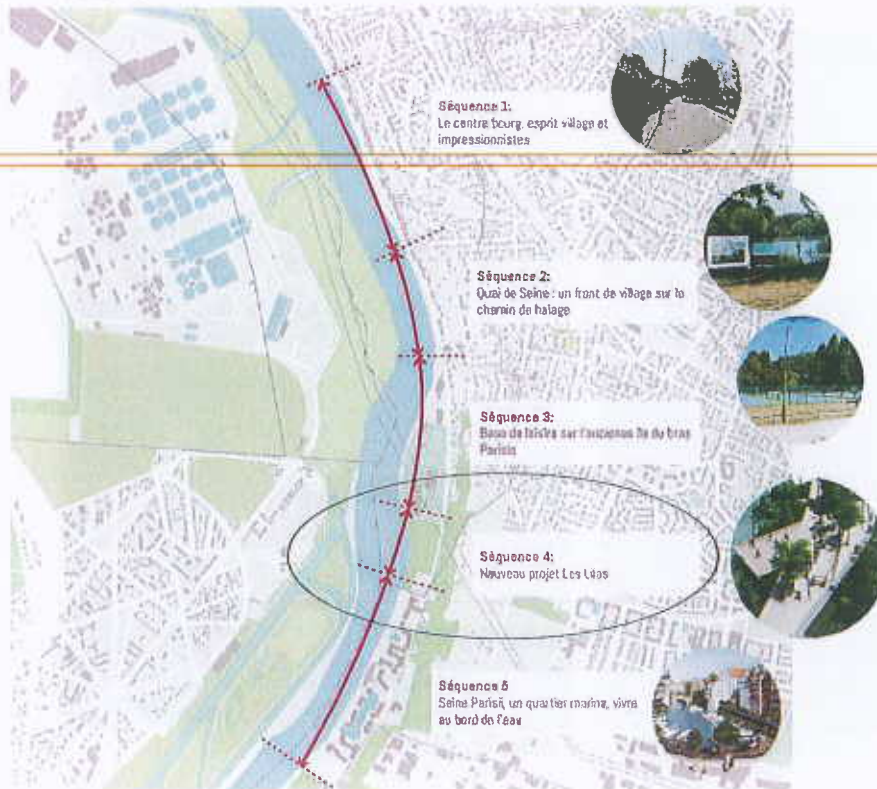 Séquence 1:
Le centre bourg, esprit village et
impressionnistes
Séquence 2:
Quai de Seine : un front de village sur le
chemin de halage
Séquence 3:
Base de loisirs sur l'ancienne île du bras
Parisis
Séquence 4:
Nouveau projet Les
Séquence 5
Seine Parisii, un quartier marina, vivre
au bord de l'eau